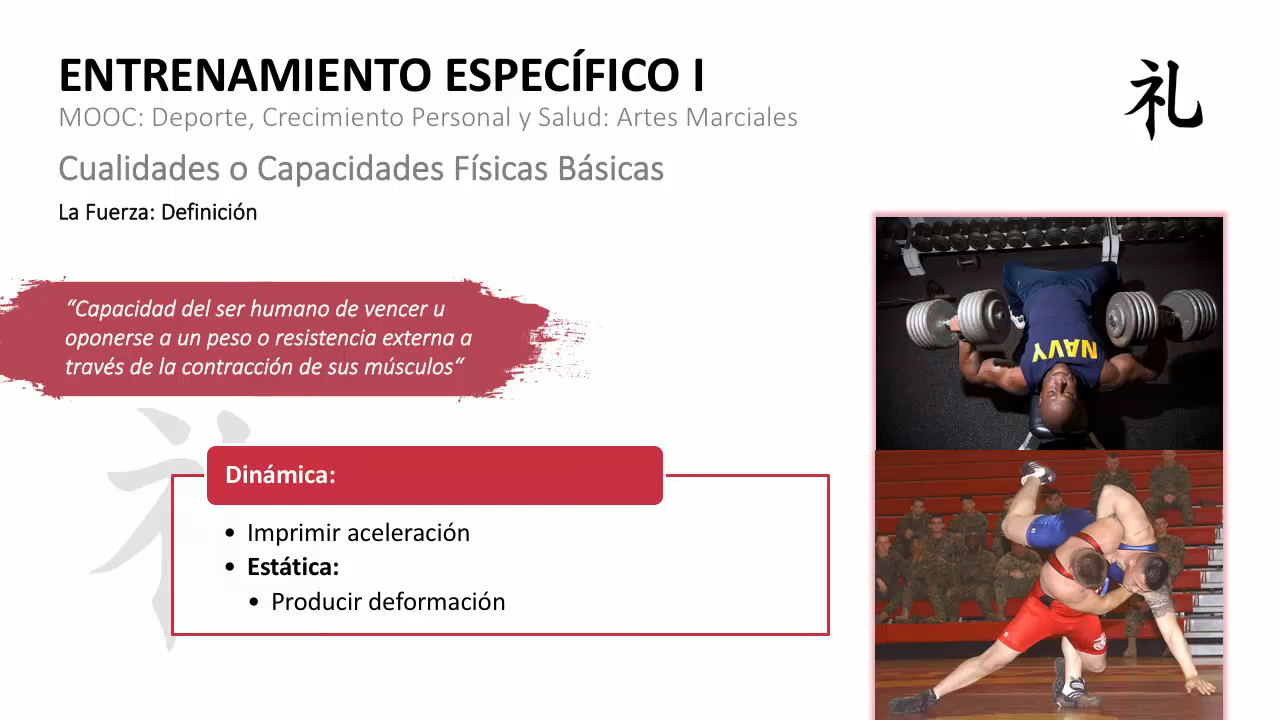 ENTRENAMIENTO ESPECÍFICO I
MOOC: Deporte, Crecimiento Personal y Salud: Artes Marciales
礼
Cualidades o Capacidades Físicas Básicas
La Fuerza: Definición
“Capacidad del ser humano de vencer u
oponerse a un peso o resistencia externa a
través de la contracción de sus músculos“
NAVY
礼
Dinámica:
• Imprimir aceleración
• Estática:
• Producir deformación